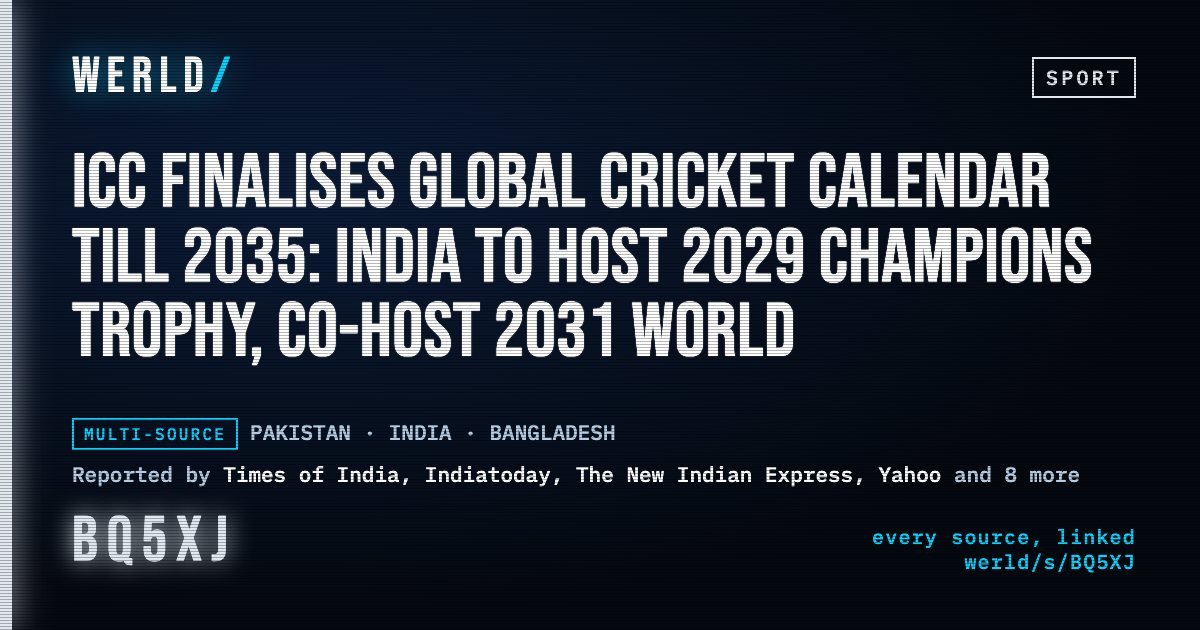 WERLD/
SPORT
ICC FINALISES GLOBAL CRICKET CALENDAR
TILL 2035: INDIA TO HOST 2029 CHAMPIONS
TROPHY, CO-HOST 2031 WORLD
MULTI-SOURCE PAKISTAN · INDIA · BANGLADESH
Reported by Times of India, Indiatoday, The New Indian Express, Yahoo and 8 more
BQ5XJ
every source, linked
werld/s/BQ5XJ